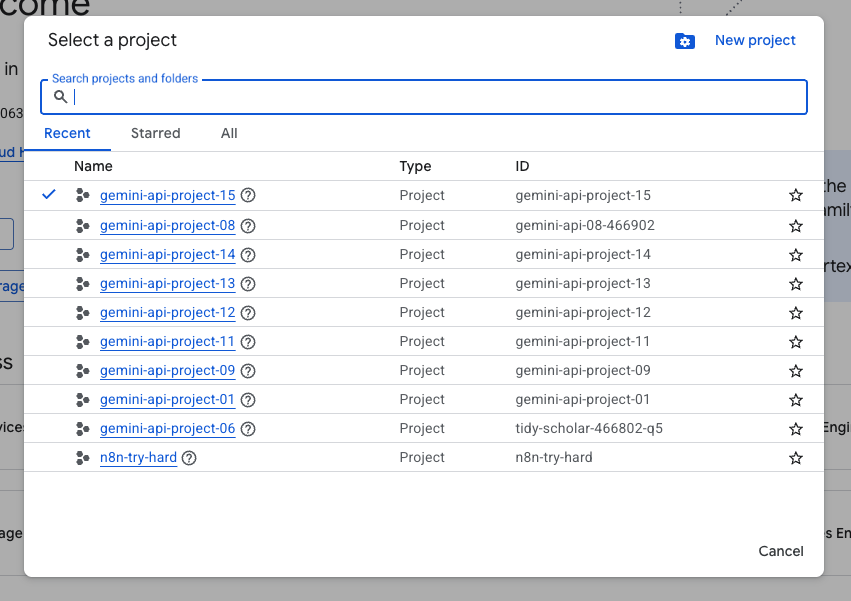 come
Select a project
New project
in
Search projects and folders
063
Recent Starred All
Name Type ID
gemini-api-project-15 Project gemini-api-project-15
gemini-api-project-08 Project gemini-api-08-466902
gemini-api-project-14 Project gemini-api-project-14
gemini-api-project-13 Project gemini-api-project-13
gemini-api-project-12 Project gemini-api-project-12
gemini-api-project-11 Project gemini-api-project-11
gemini-api-project-09 Project gemini-api-project-09
gemini-api-project-01 Project gemini-api-project-01
gemini-api-project-06 Project tidy-scholar-466802-q5
n8n-try-hard Project n8n-try-hard
Cancel
the